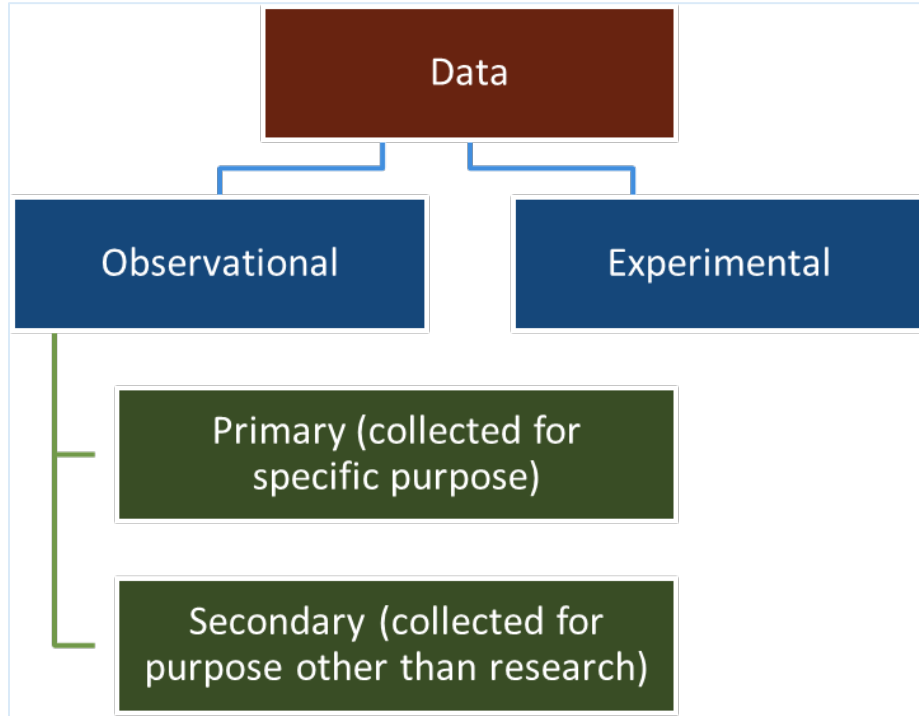 Data
Observational
Experimental
Primary (collected for
specific purpose)
Secondary (collected for
purpose other than research)